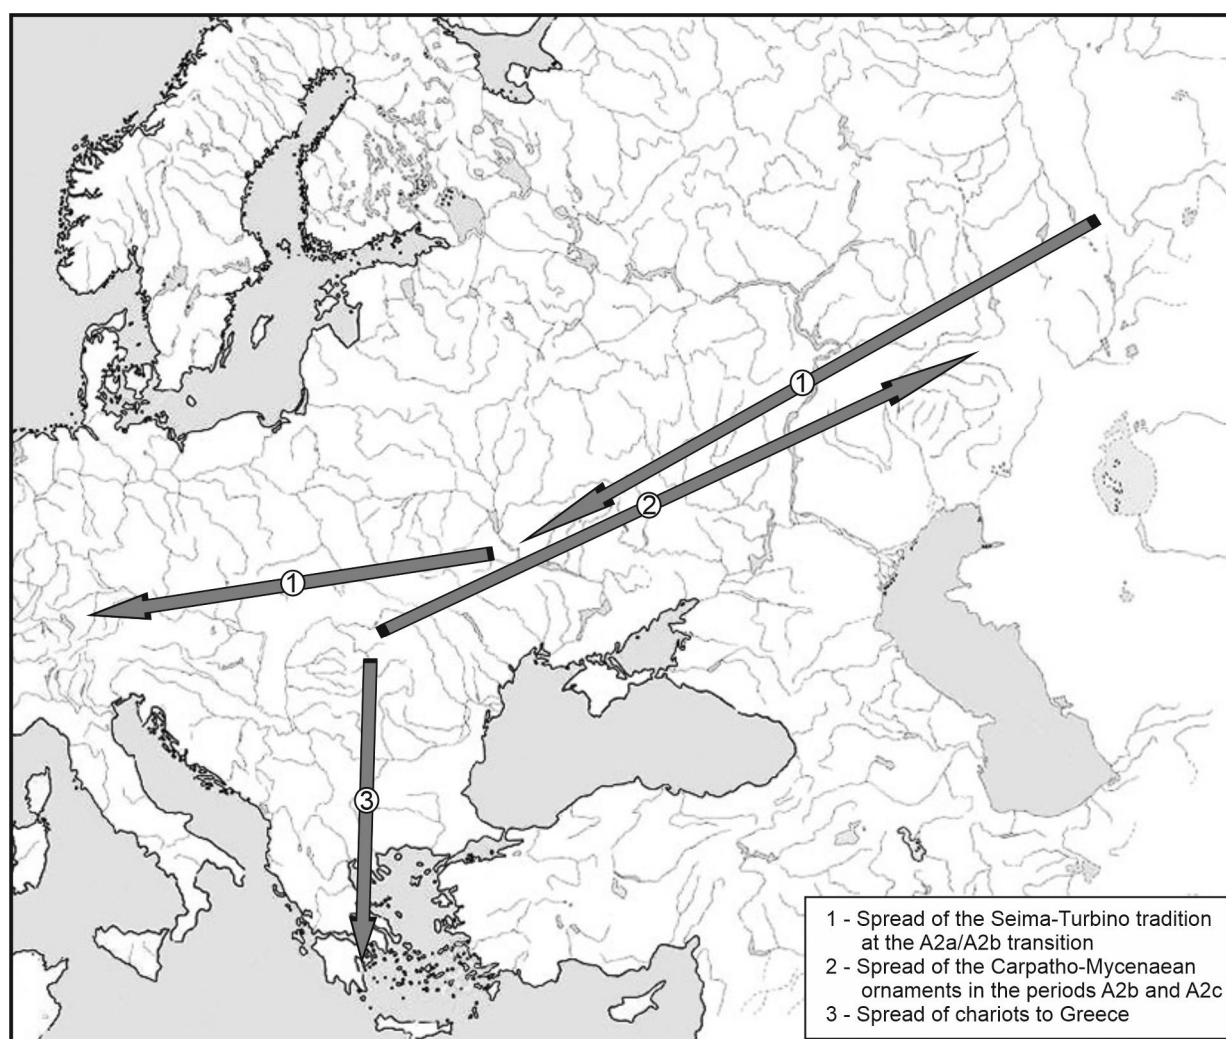 1
2
1
3
1 - Spread of the Seima-Turbino tradition
at the A2a/A2b transition
2 - Spread of the Carpatho-Mycenaean
ornaments in the periods A2b and A2c
3 - Spread of chariots to Greece